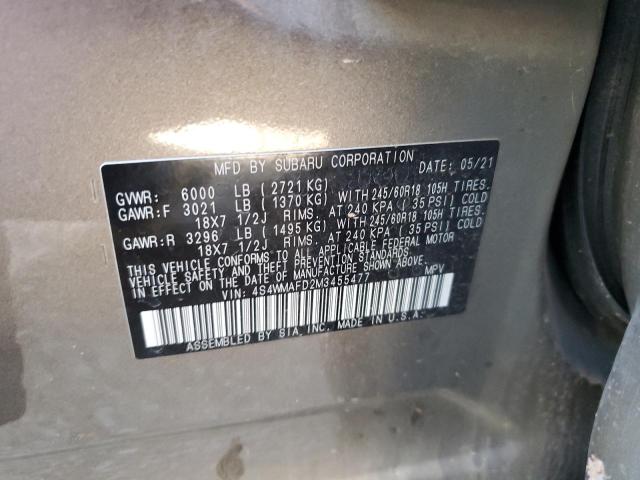 MFD BY SUBARU CORPORATION DATE: 05/21
GVWR: 6000 LB (2721 KG)
GAWR:F 3021 LB (1370 KG) WITH 245/60R18 105H TIRES.
18X7 1/2J RIMS. AT 240 KPA (35 PSI) COLD
GAWR:R 3296 LB (1495 KG) WITH 245/60R18 105H TIRES.
18X7 1/2J RIMS. AT 240 KPA (35 PSI) COLD
THIS VEHICLE CONFORMS TO ALL APPLICABLE FEDERAL MOTOR
VEHICLE SAFETY AND THEFT PREVENTION STANDARDS
IN EFFECT ON THE DATE OF MANUFACTURE SHOWN ABOVE.
VIN: 4S4WMAFD2M3455477 MPV
ASSEMBLED BY SIA, INC. MADE IN U.S.A.